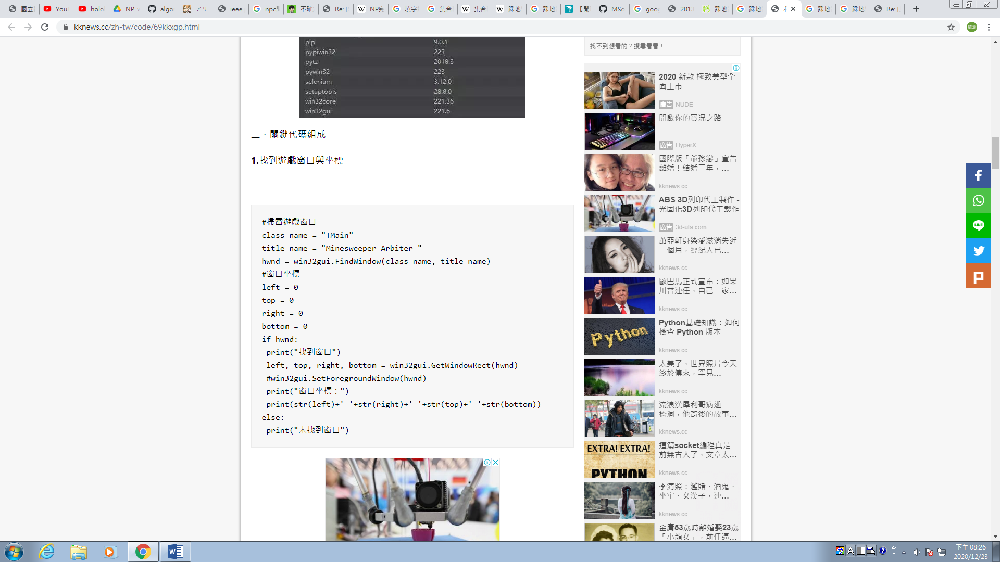 國立
YouT
holo
NP_v
algo
アリ
ieee.
npc問
不確
Re: [
NP完
填字
集合
集合
踩地
踩地
【閒
MSo
goo
2013
踩地
踩地
踩地
踩地
Re: [
kknews.cc/zh-tw/code/69kkxgp.html
pip 9.0.1
pypiwin32 223
pytz 2018.3
pywin32 223
selenium 3.12.0
setuptools 28.8.0
win32core 221.36
win32gui 221.6
二、關鍵代碼組成
1.找到遊戲窗口與坐標
#掃雷遊戲窗口
class_name = "TMain"
title_name = "Minesweeper Arbiter "
hwnd = win32gui.FindWindow(class_name, title_name)
#窗口坐標
left = 0
top = 0
right = 0
bottom = 0
if hwnd:
 print("找到窗口")
 left, top, right, bottom = win32gui.GetWindowRect(hwnd)
 #win32gui.SetForegroundWindow(hwnd)
 print("窗口坐標：")
 print(str(left)+' '+str(right)+' '+str(top)+' '+str(bottom))
else:
 print("未找到窗口")
找不到想看的？搜尋看看！
2020 新款 極致美型全
面上市
廣告 NUDE
開啟你的實況之路
廣告 HyperX
國際版「爺孫戀」宣告
離婚！結婚三年，...
kknews.cc
ABS 3D列印代工製作 -
光固化3D列印代工製作
廣告 3d-ula.com
蕭亞軒身染愛滋消失近
三個月，經紀人已...
kknews.cc
歐巴馬正式宣布：如果
川普連任，自己一家...
kknews.cc
Python
Python基礎知識：如何
檢查 Python 版本
kknews.cc
太美了，世界照片今天
終於傳來，罕見...
kknews.cc
流浪漢犀利哥病逝
橋洞，他背後的故事...
kknews.cc
EXTRA! EXTRA!
PYTHON
這篇socket編程真是
前無古人了，文章太...
kknews.cc
李清照：濫賭、酒鬼、
坐牢、女漢子，連...
kknews.cc
金庸53歲時離婚娶23歲
「小龍女」，前任逼...
LINE
下午 08:26
2020/12/23